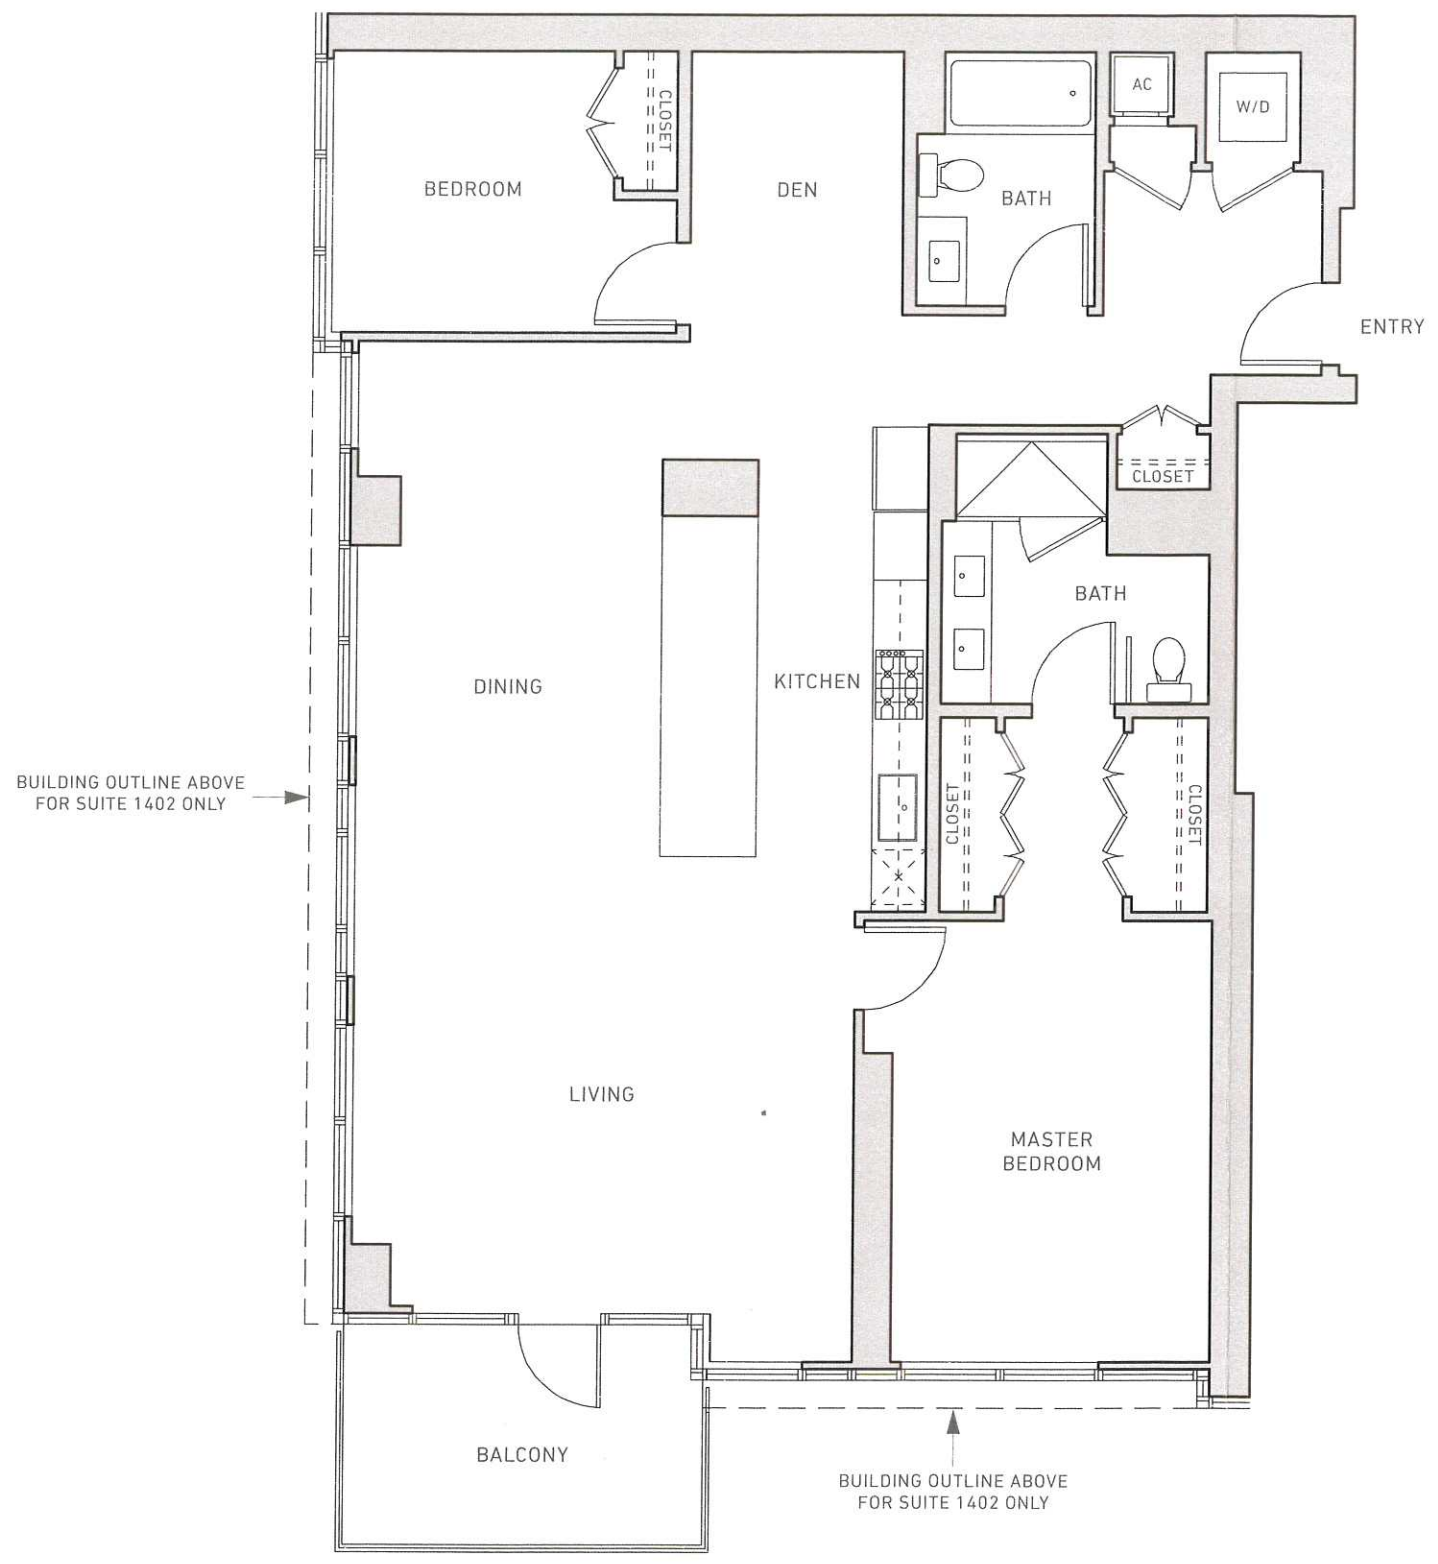 AC
W/D
CLOSET
BEDROOM
DEN
BATH
ENTRY
CLOSET
BATH
DINING
KITCHEN
BUILDING OUTLINE ABOVE
FOR SUITE 1402 ONLY
CLOSET
CLOSET
LIVING
MASTER
BEDROOM
BALCONY
BUILDING OUTLINE ABOVE
FOR SUITE 1402 ONLY